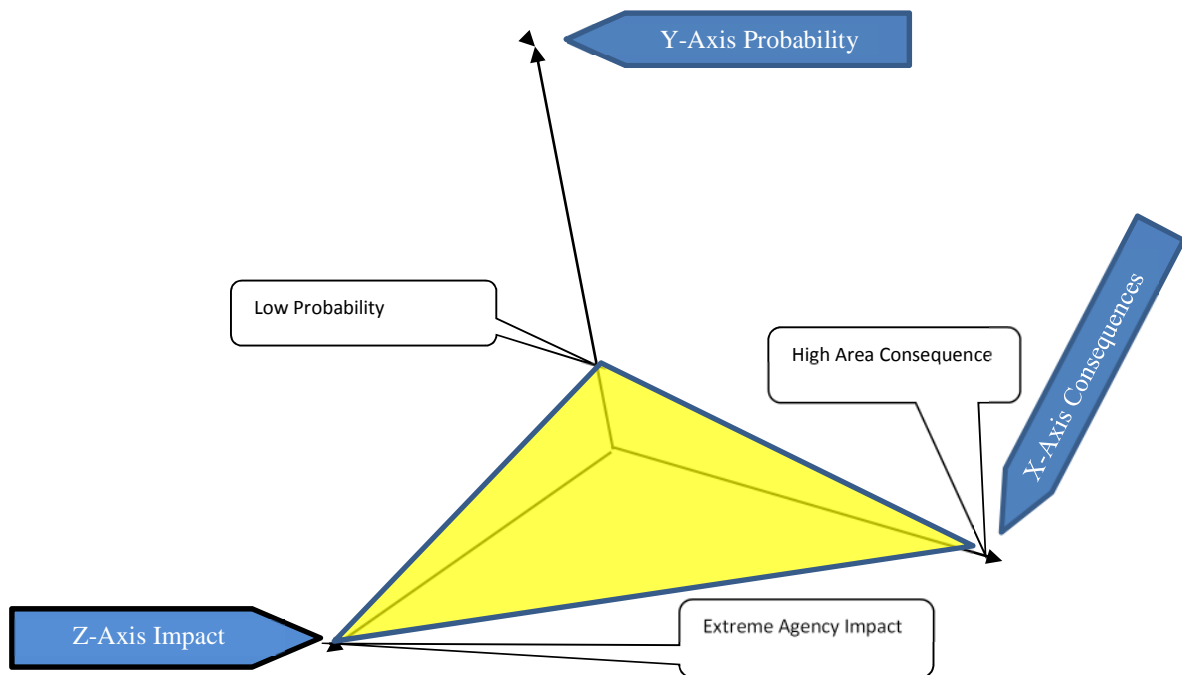 Y-Axis Probability
Low Probability
High Area Consequence
X-Axis Consequences
Z-Axis Impact
Extreme Agency Impact